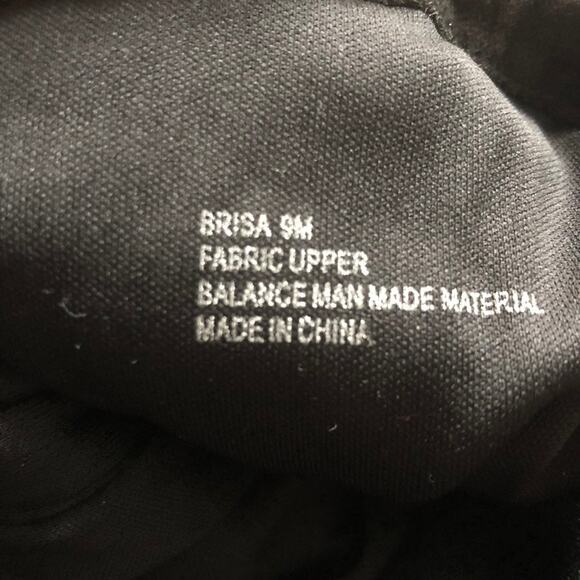 BRISA 9M
FABRIC UPPER
BALANCE MAN MADE MATERIAL
MADE IN CHINA